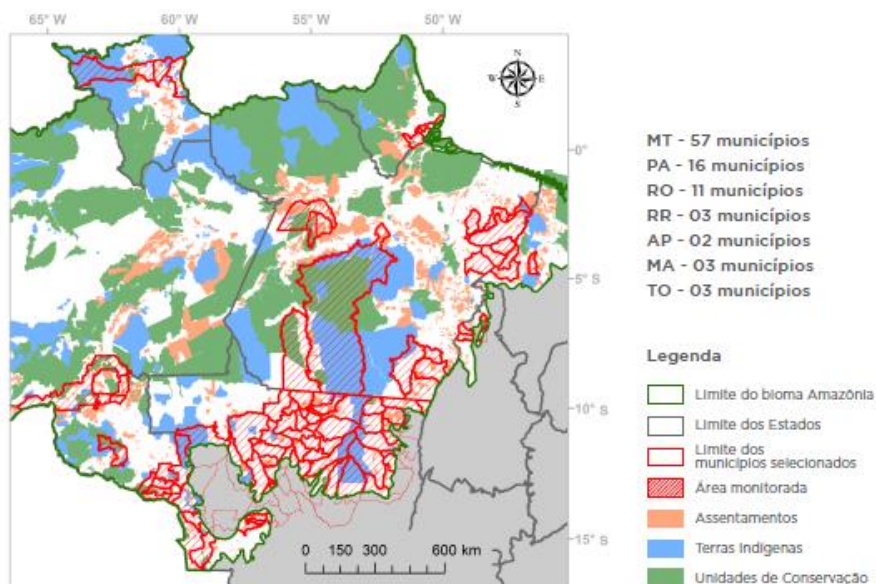 65° W 60° W 55° W 50° W
N
W E
S
0°
5° S
10° S
15° S
0 150 300 600 km
MT - 57 municípios
PA - 16 municípios
RO - 11 municípios
RR - 03 municípios
AP - 02 municípios
MA - 03 municípios
TO - 03 municípios
Legenda
Limite do bioma Amazônia
Limite dos Estados
Limite dos
municípios selecionados
Área monitorada
Assentamentos
Terras Indígenas
Unidades de Conservação